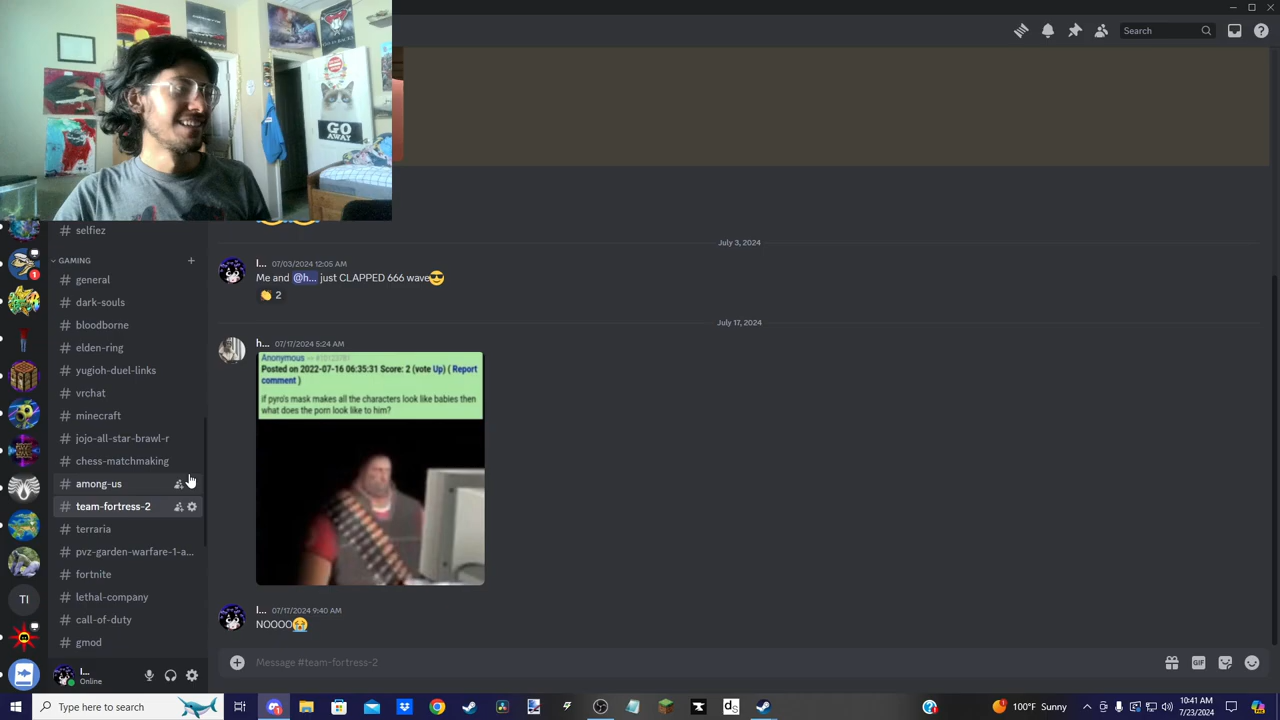 GO
AWAY
Search
selfiez
GAMING
general
dark-souls
bloodborne
elden-ring
yugioh-duel-links
vrchat
minecraft
jojo-all-star-brawl-r
chess-matchmaking
among-us
team-fortress-2
terraria
pvz-garden-warfare-1-a...
fortnite
lethal-company
call-of-duty
gmod
1
TI
l...
Online
July 3, 2024
l... 07/03/2024 12:05 AM
Me and @h... just CLAPPED 666 wave😎
👏 2
July 17, 2024
h... 07/17/2024 5:24 AM
Anonymous
Posted on 2022-07-16 06:35:31 Score: 2 (vote Up) ( Report
comment )
if pyro's mask makes all the characters look like babies then
what does the porn look like to him?
l... 07/17/2024 9:40 AM
NOOOO😭
Message #team-fortress-2
GIF
Type here to search
ds
100°F Sunny
10:41 AM
7/23/2024